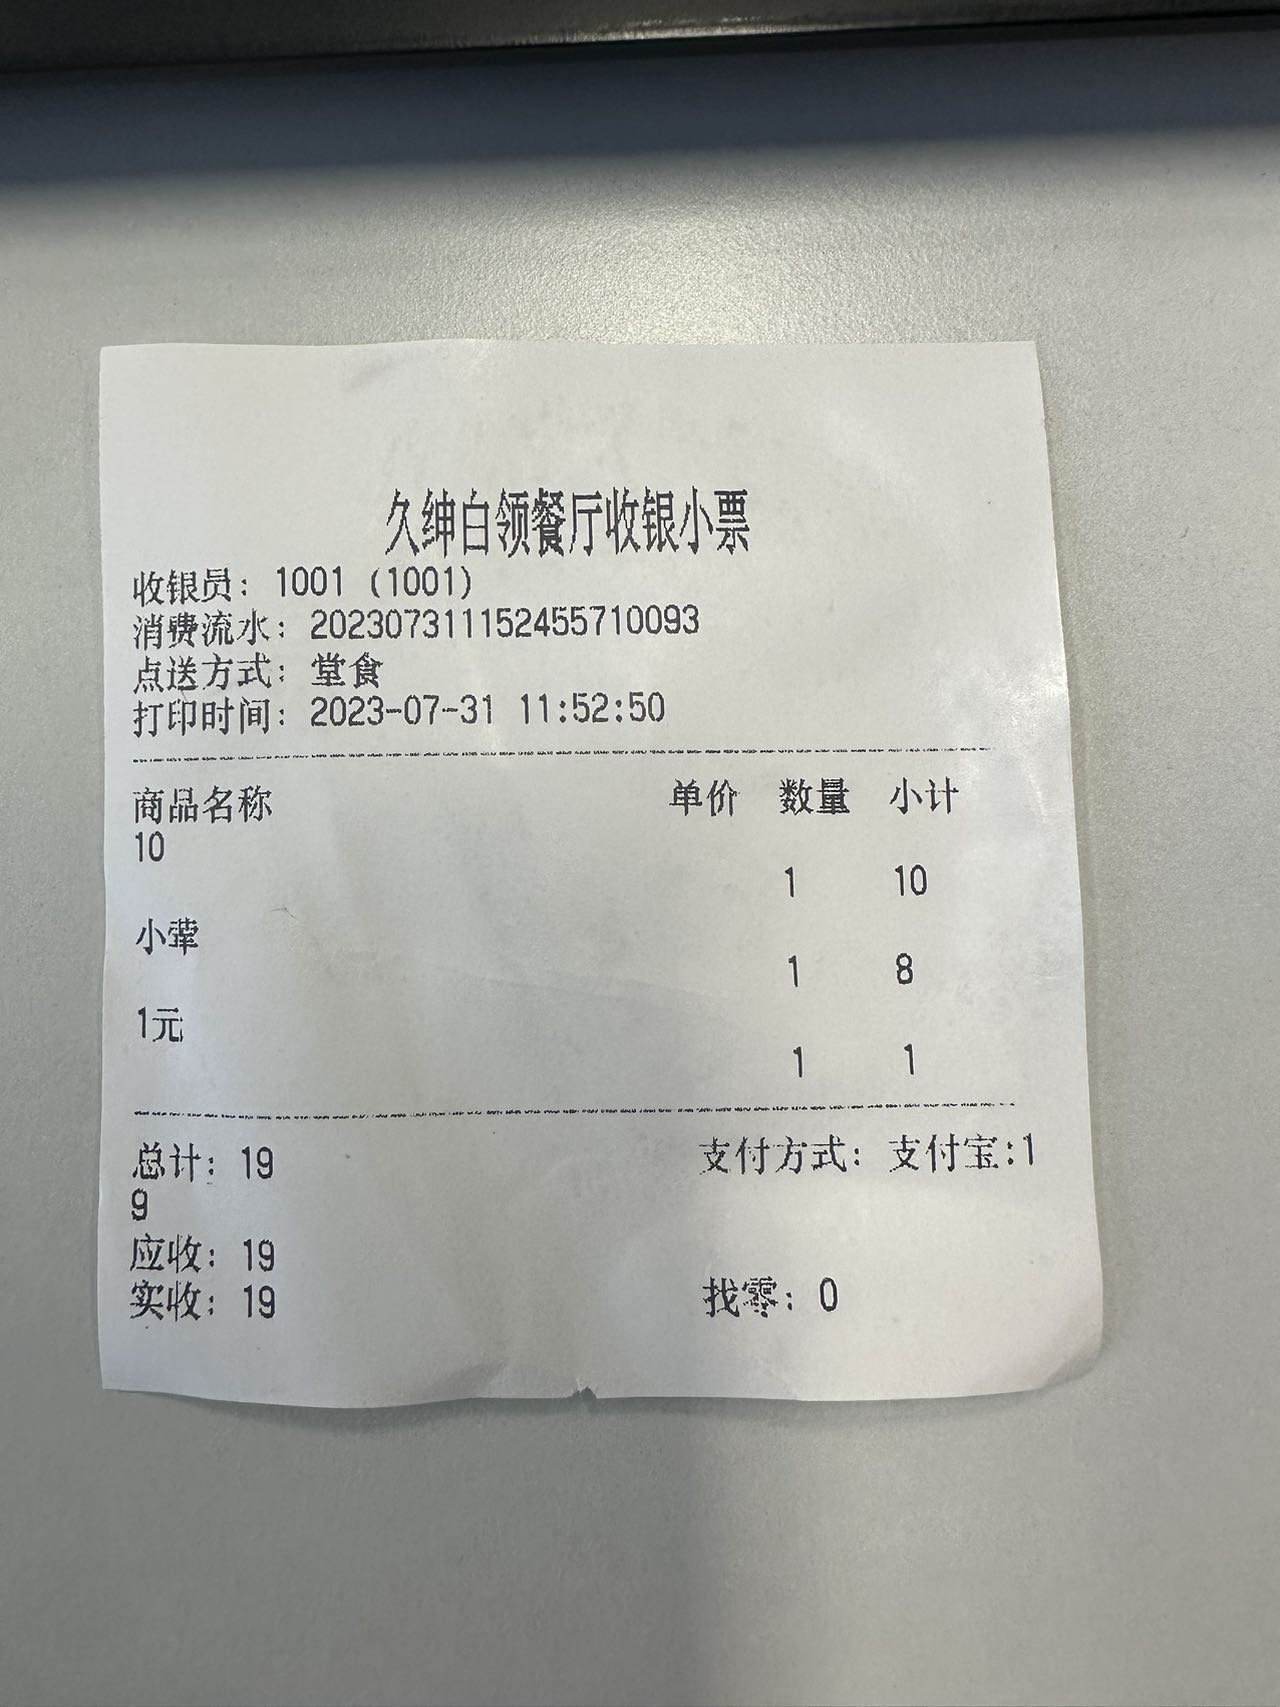 久绅白领餐厅收银小票
收银员: 1001 (1001)
消费流水: 202307311152455710093
点送方式: 堂食
打印时间: 2023-07-31 11:52:50
商品名称 单价 数量 小计
10
1 10
小荤
1 8
1元
1 1
总计: 19 支付方式: 支付宝:1
9
应收: 19
实收: 19 找零: 0